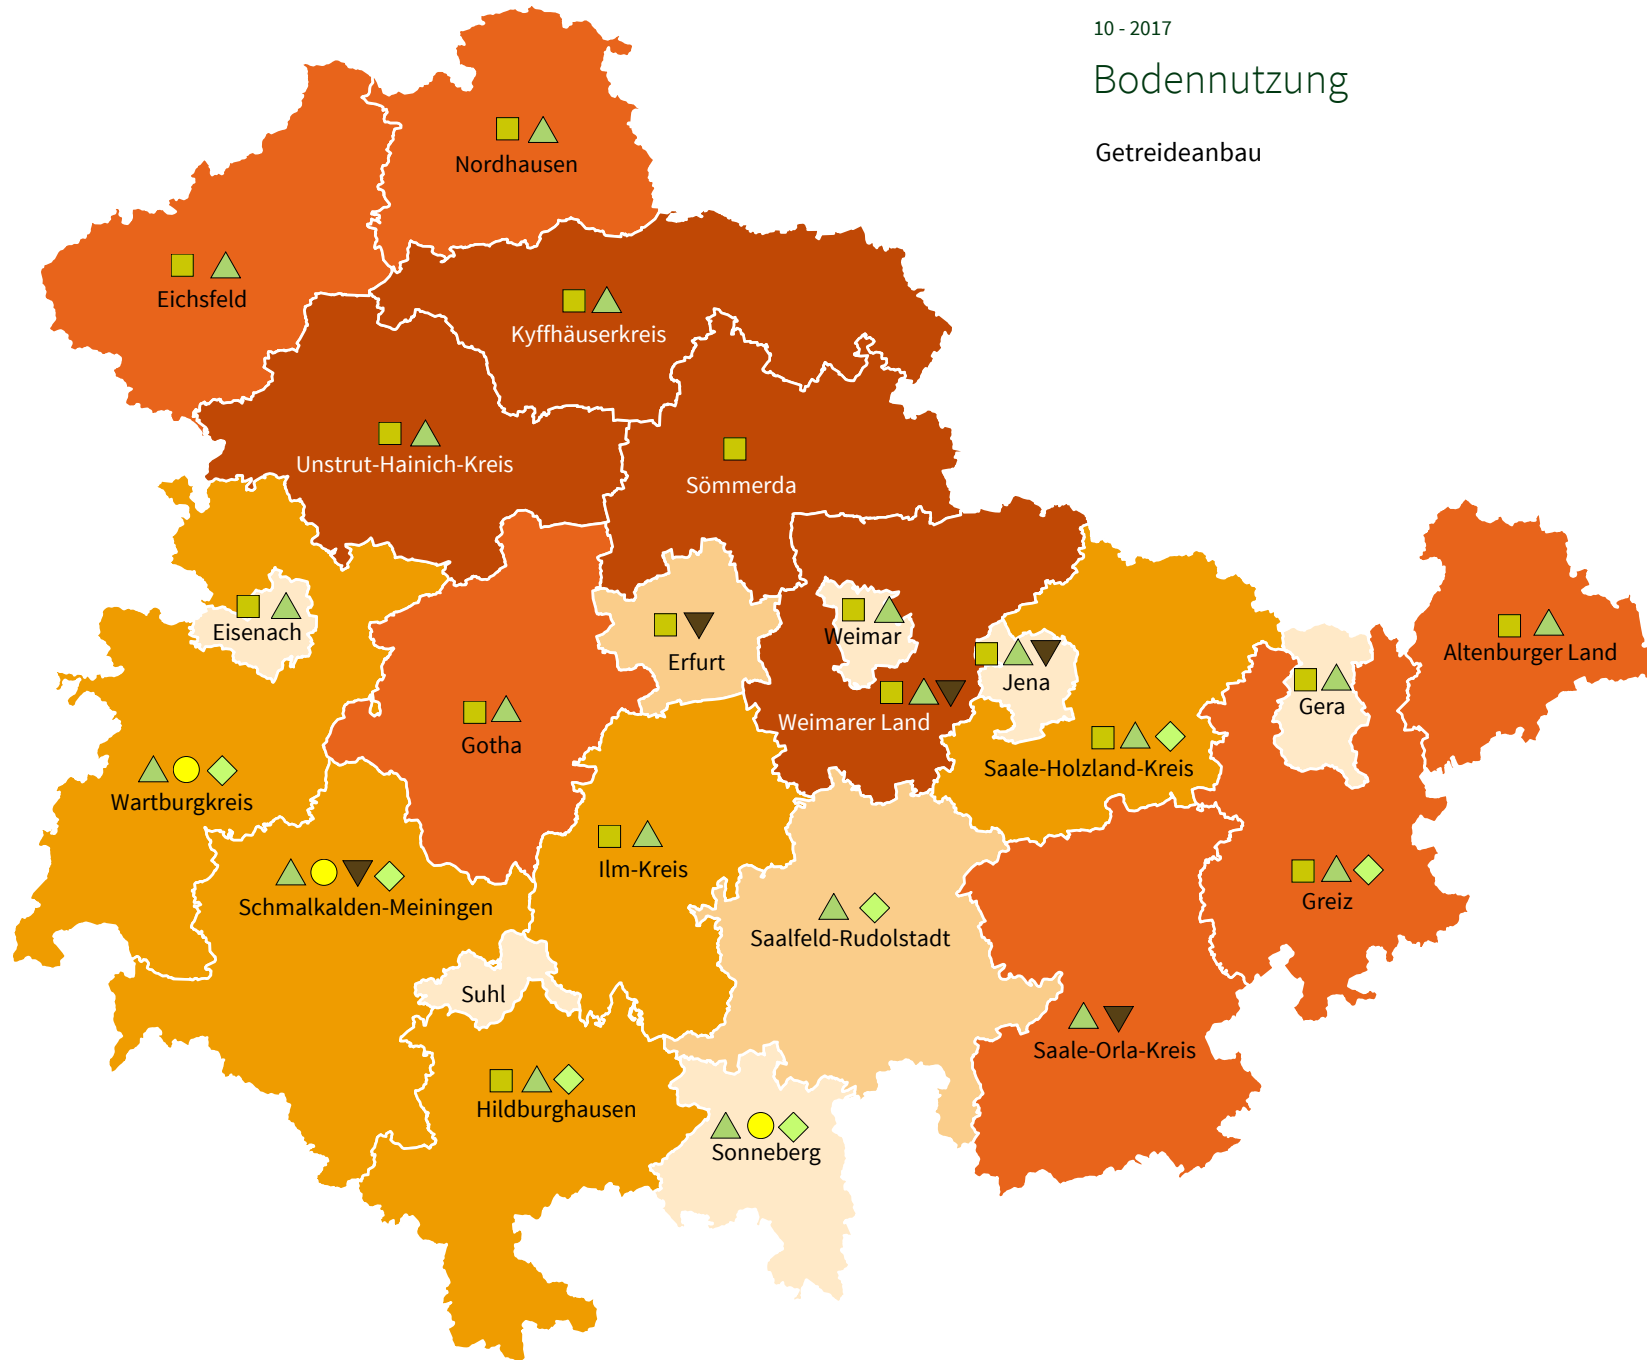 10 - 2017
Bodennutzung
Getreideanbau
Nordhausen
Eichsfeld
Kyffhäuserkreis
Unstrut-Hainich-Kreis
Sömmerda
Eisenach
Weimar
Erfurt
Altenburger Land
Jena
Gera
Weimarer Land
Gotha
Saale-Holzland-Kreis
Wartburgkreis
Ilm-Kreis
Schmalkalden-Meiningen
Greiz
Saalfeld-Rudolstadt
Suhl
Saale-Orla-Kreis
Hildburghausen
Sonneberg